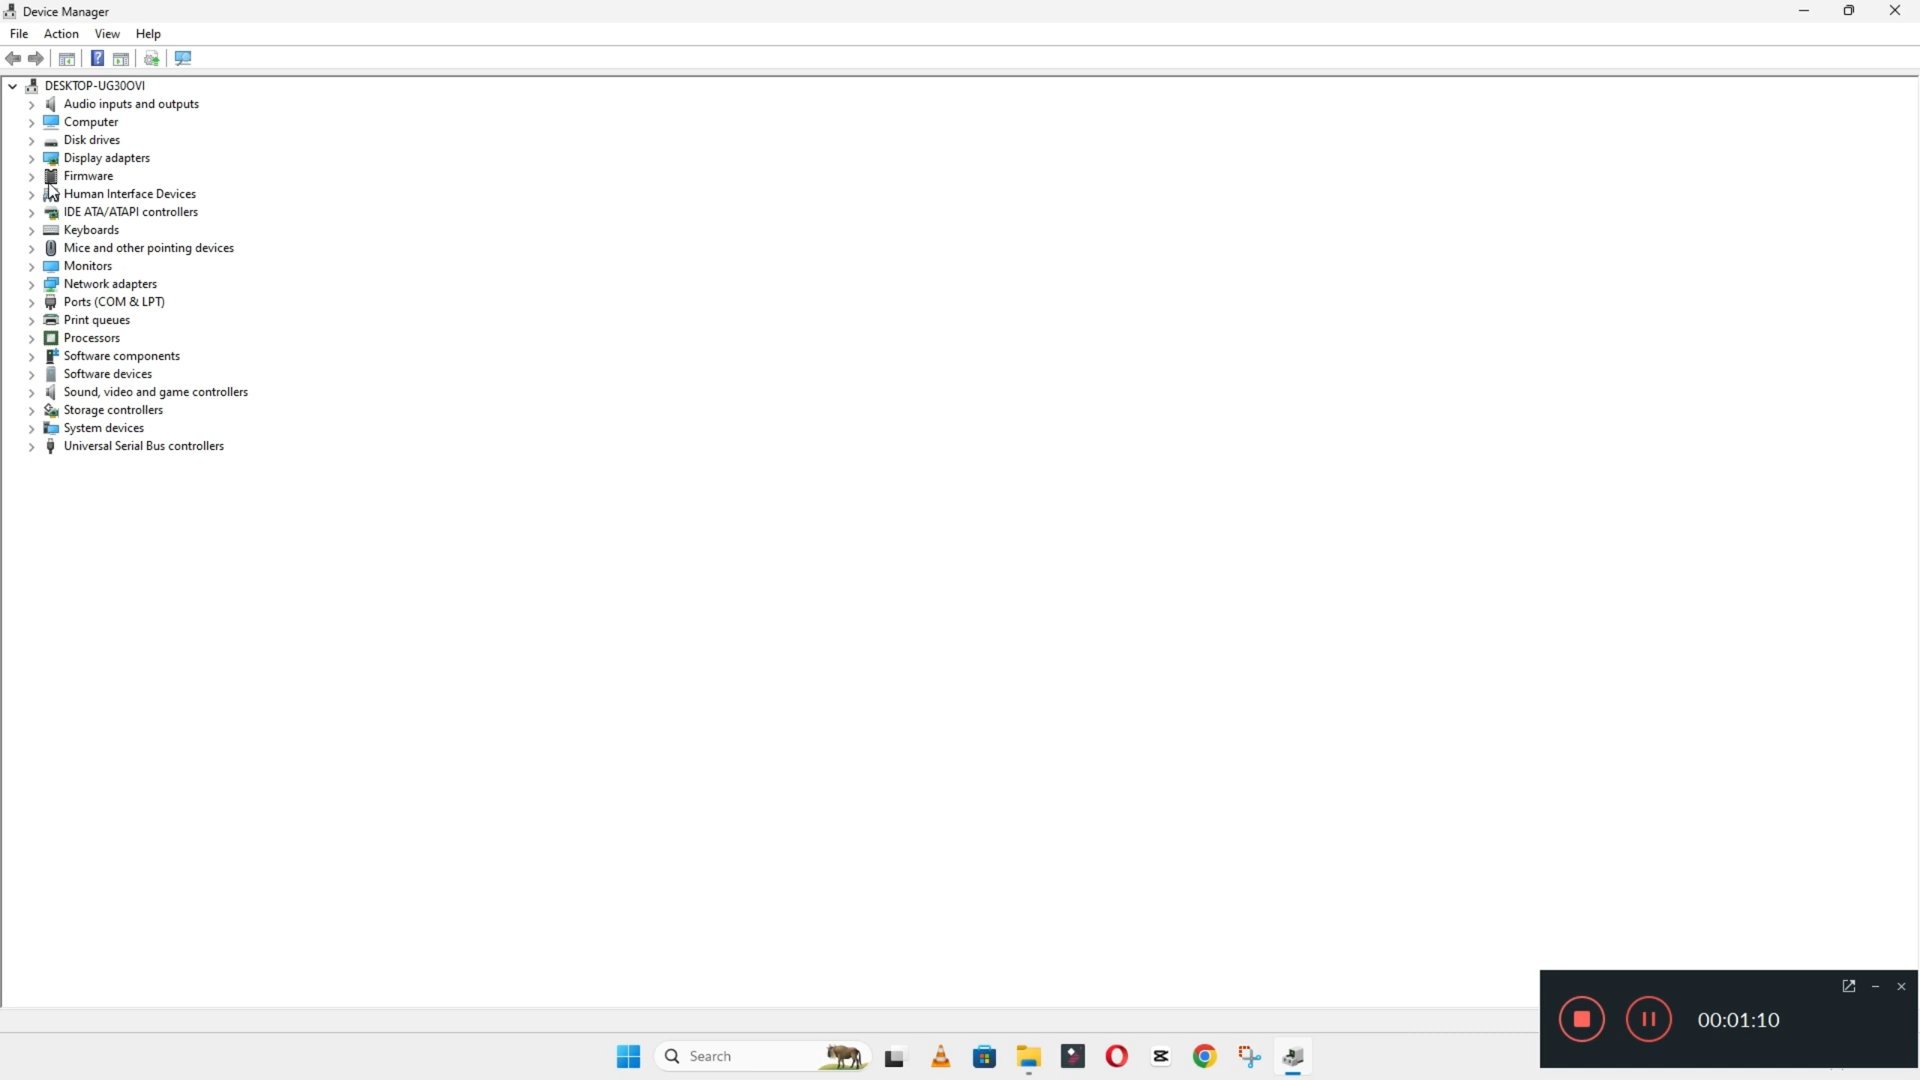 Device Manager
File Action View Help
DESKTOP-UG30OVI
Audio inputs and outputs
Computer
Disk drives
Display adapters
Firmware
Human Interface Devices
IDE ATA/ATAPI controllers
Keyboards
Mice and other pointing devices
Monitors
Network adapters
Ports (COM & LPT)
Print queues
Processors
Software components
Software devices
Sound, video and game controllers
Storage controllers
System devices
Universal Serial Bus controllers
00:01:10
Search